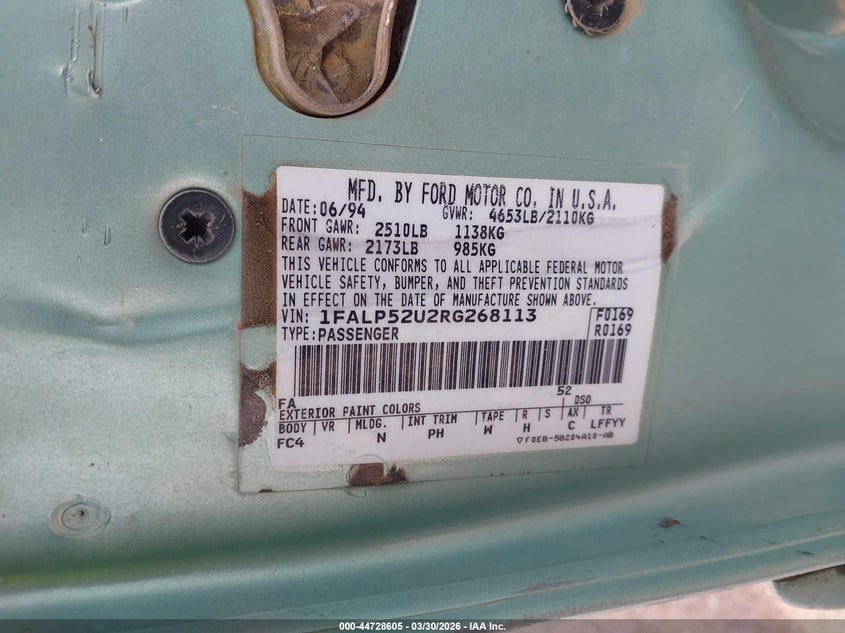 MFD. BY FORD MOTOR CO. IN U.S.A.
DATE: 06/94 GVWR: 4653LB/2110KG
FRONT GAWR: 2510LB 1138KG
REAR GAWR: 2173LB 985KG
THIS VEHICLE CONFORMS TO ALL APPLICABLE FEDERAL MOTOR
VEHICLE SAFETY, BUMPER, AND THEFT PREVENTION STANDARDS
IN EFFECT ON THE DATE OF MANUFACTURE SHOWN ABOVE.
VIN: 1FALP52U2RG268113 F0169
TYPE: PASSENGER R0169
FA 52
EXTERIOR PAINT COLORS DSO
BODY VR MLDG. INT TRIM TAPE R S AX TR
FC4 N PH W H C LFFYY
F0EB-58204A10-AB
000-44728605 - 03/30/2026 - IAA Inc.